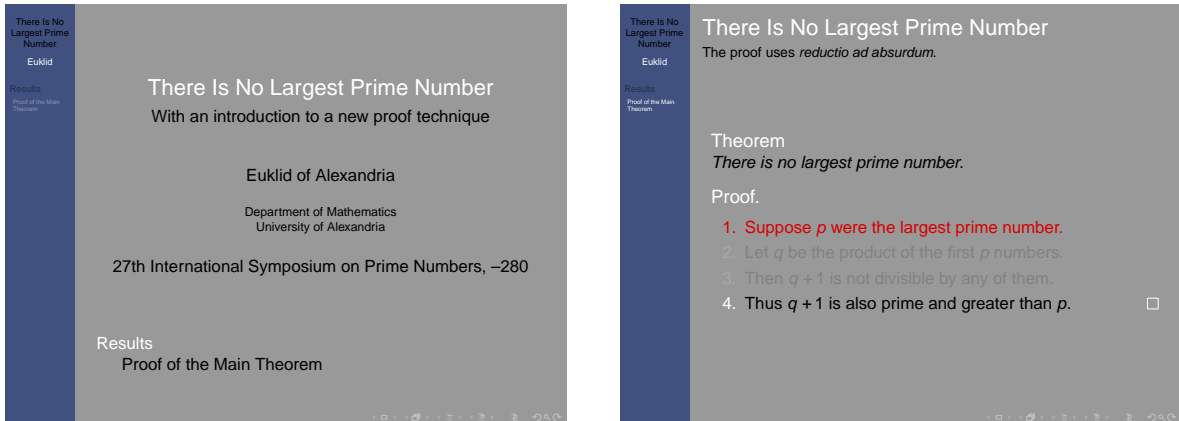 There Is No
Largest Prime
Number
Euklid
Results
Proof of the Main
Theorem
There Is No Largest Prime Number
With an introduction to a new proof technique
Euklid of Alexandria
Department of Mathematics
University of Alexandria
27th International Symposium on Prime Numbers, –280
Results
Proof of the Main Theorem
There Is No
Largest Prime
Number
Euklid
Results
Proof of the Main
Theorem
There Is No Largest Prime Number
The proof uses reductio ad absurdum.
Theorem
There is no largest prime number.
Proof.
1. Suppose p were the largest prime number.
2. Let q be the product of the first p numbers.
3. Then q + 1 is not divisible by any of them.
4. Thus q + 1 is also prime and greater than p. □